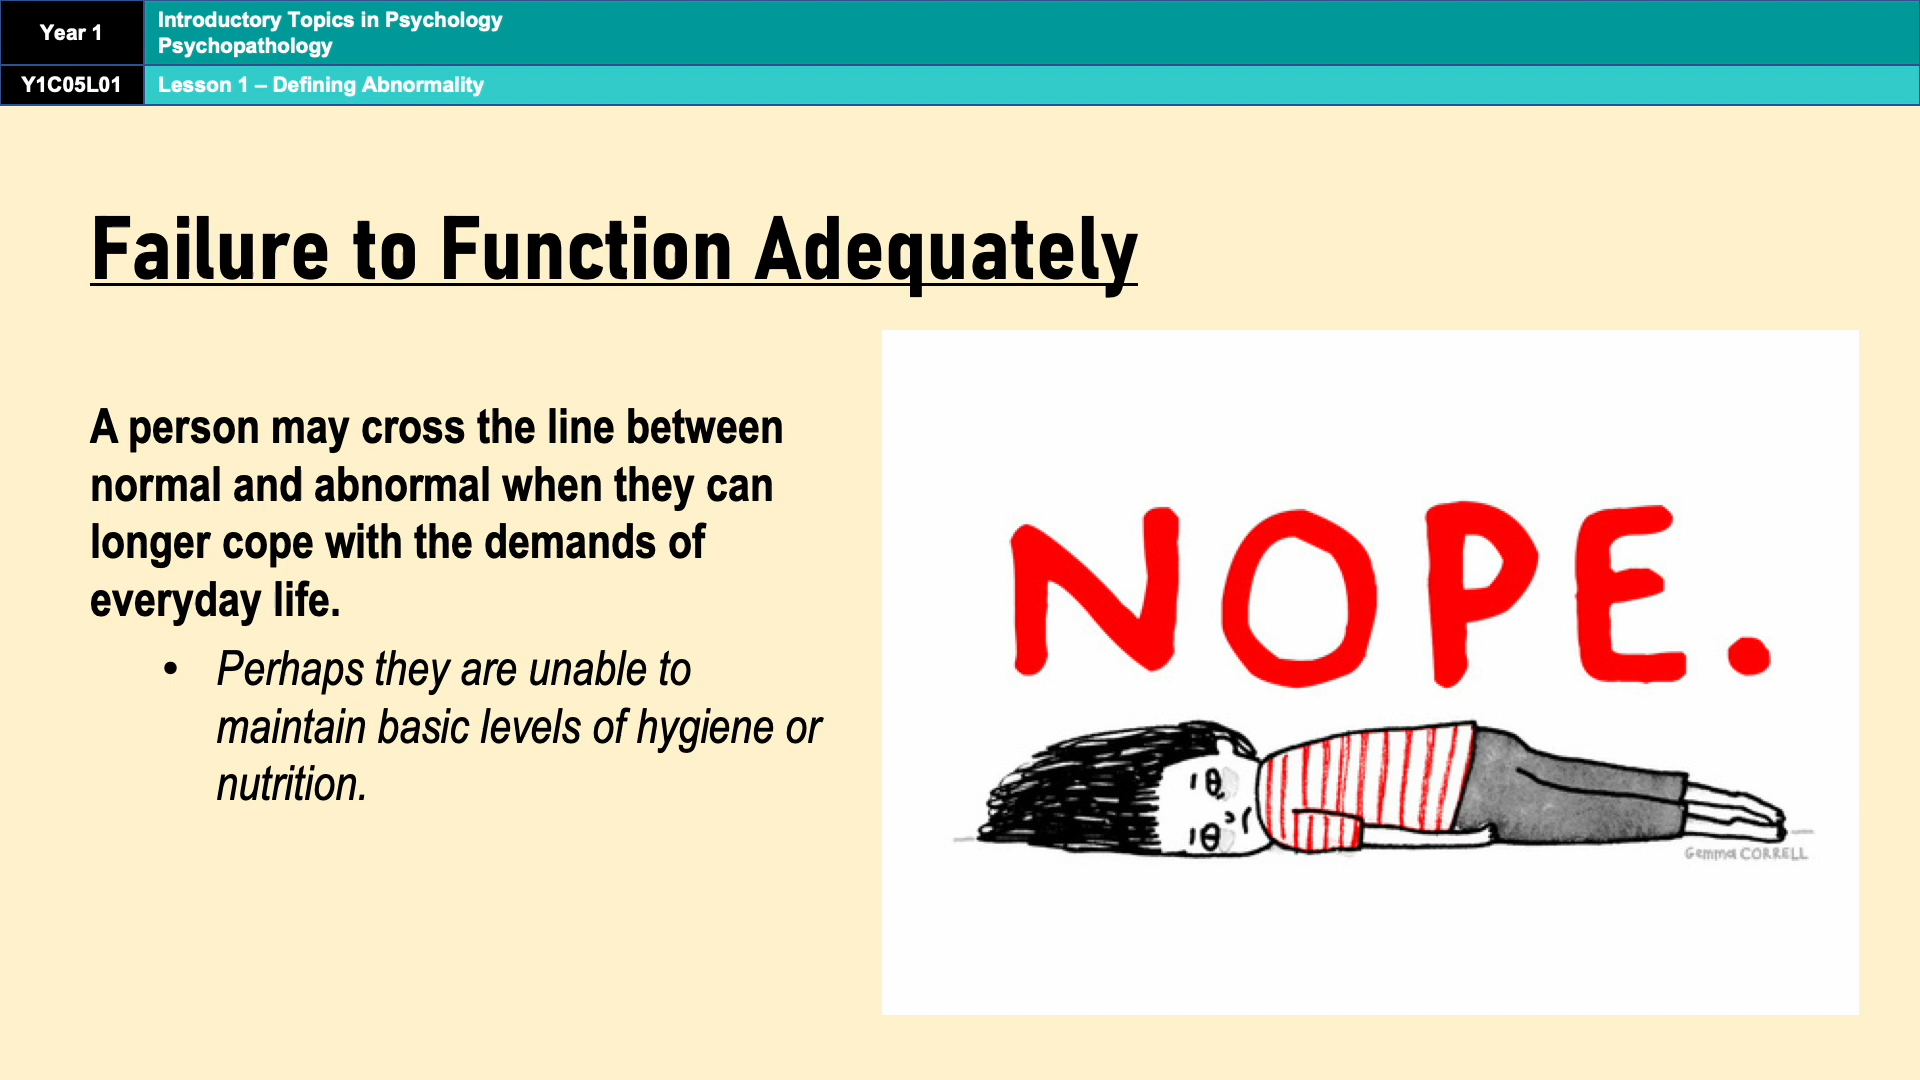 Year 1
Introductory Topics in Psychology
Psychopathology
Y1C05L01
Lesson 1 – Defining Abnormality
Failure to Function Adequately
A person may cross the line between
normal and abnormal when they can
longer cope with the demands of
everyday life.
• Perhaps they are unable to
maintain basic levels of hygiene or
nutrition.
NOPE.
Gemma CORRELL